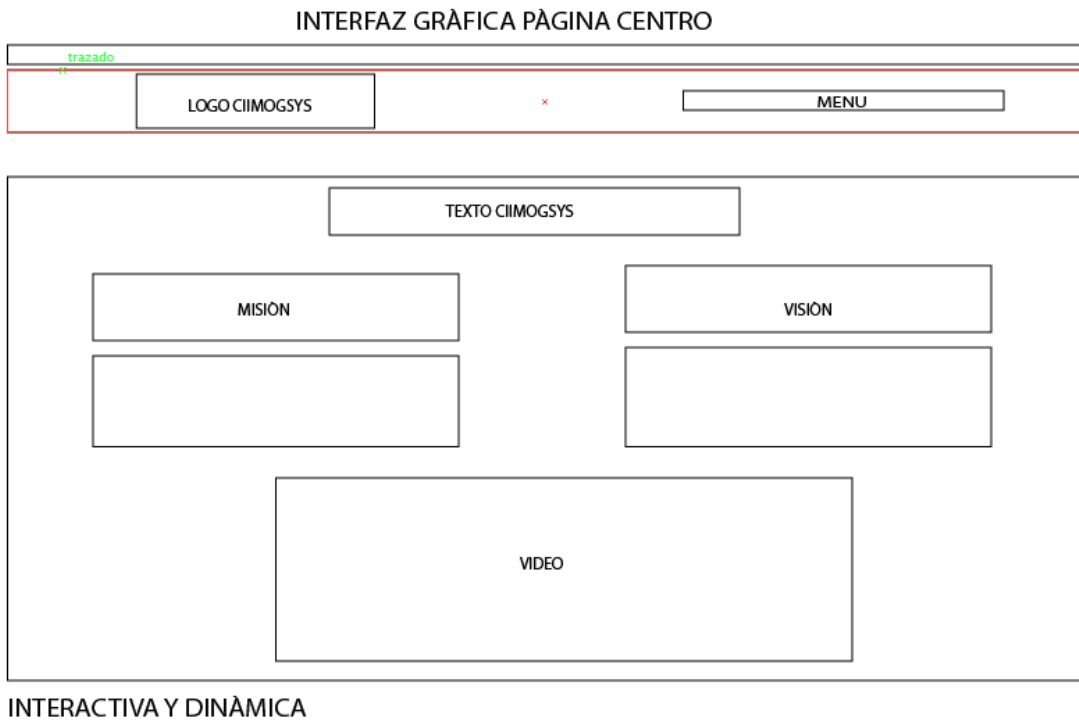 INTERFAZ GRÀFICA PÀGINA CENTRO
trazado
LOGO CIIMOGSYS
MENU
TEXTO CIIMOGSYS
MISIÒN
VISIÒN
VIDEO
INTERACTIVA Y DINÀMICA